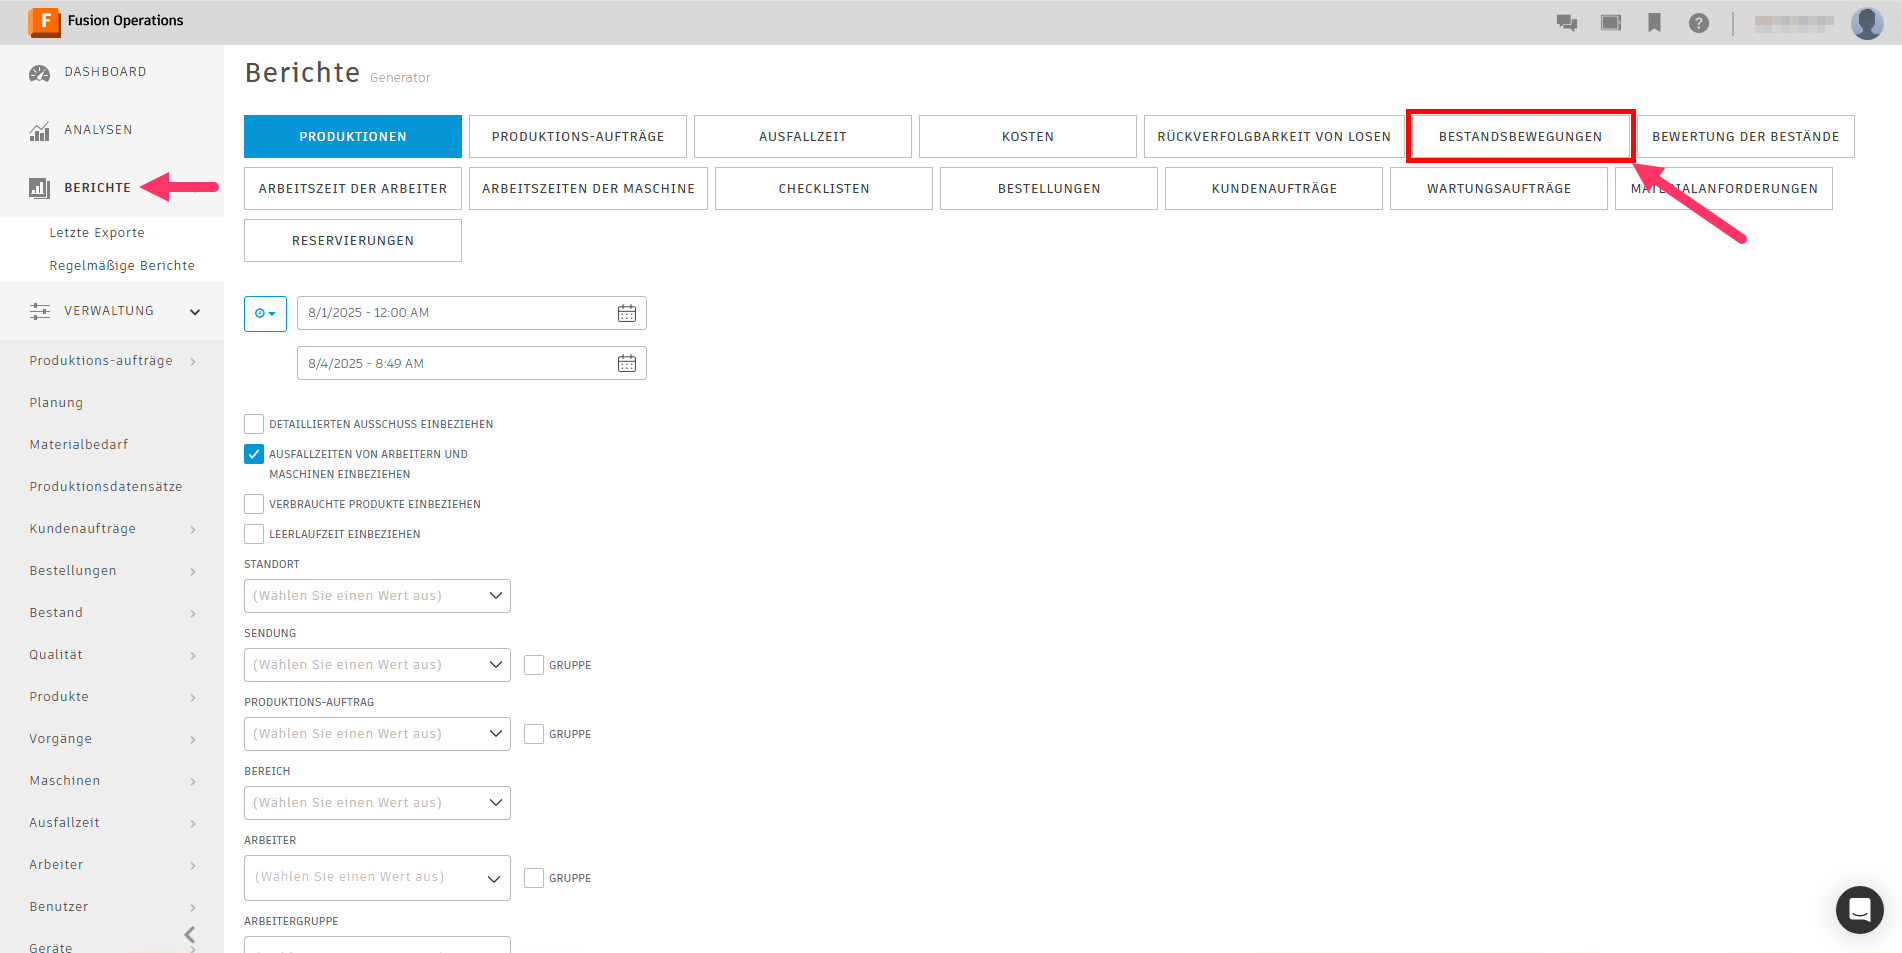 Fusion Operations
DASHBOARD
ANALYSEN
BERICHTE
Letzte Exporte
Regelmäßige Berichte
VERWALTUNG
Produktions-aufträge
Planung
Materialbedarf
Produktionsdatensätze
Kundenaufträge
Bestellungen
Bestand
Qualität
Produkte
Vorgänge
Maschinen
Ausfallzeit
Arbeiter
Benutzer
Geräte
Berichte Generator
PRODUKTIONEN PRODUKTIONS-AUFTRÄGE AUSFALLZEIT KOSTEN RÜCKVERFOLGBARKEIT VON LOSEN BESTANDSBEWEGUNGEN BEWERTUNG DER BESTÄNDE
ARBEITSZEIT DER ARBEITER ARBEITSZEITEN DER MASCHINE CHECKLISTEN BESTELLUNGEN KUNDENAUFTRÄGE WARTUNGSAUFTRÄGE MATERIALANFORDERUNGEN
RESERVIERUNGEN
8/1/2025 - 12:00 AM
8/4/2025 - 8:49 AM
DETAILLIERTEN AUSSCHUSS EINBEZIEHEN
AUSFALLZEITEN VON ARBEITERN UND
MASCHINEN EINBEZIEHEN
VERBRAUCHTE PRODUKTE EINBEZIEHEN
LEERLAUFZEIT EINBEZIEHEN
STANDORT
(Wählen Sie einen Wert aus)
SENDUNG
(Wählen Sie einen Wert aus) GRUPPE
PRODUKTIONS-AUFTRAG
(Wählen Sie einen Wert aus) GRUPPE
BEREICH
(Wählen Sie einen Wert aus)
ARBEITER
(Wählen Sie einen Wert aus) GRUPPE
ARBEITERGRUPPE